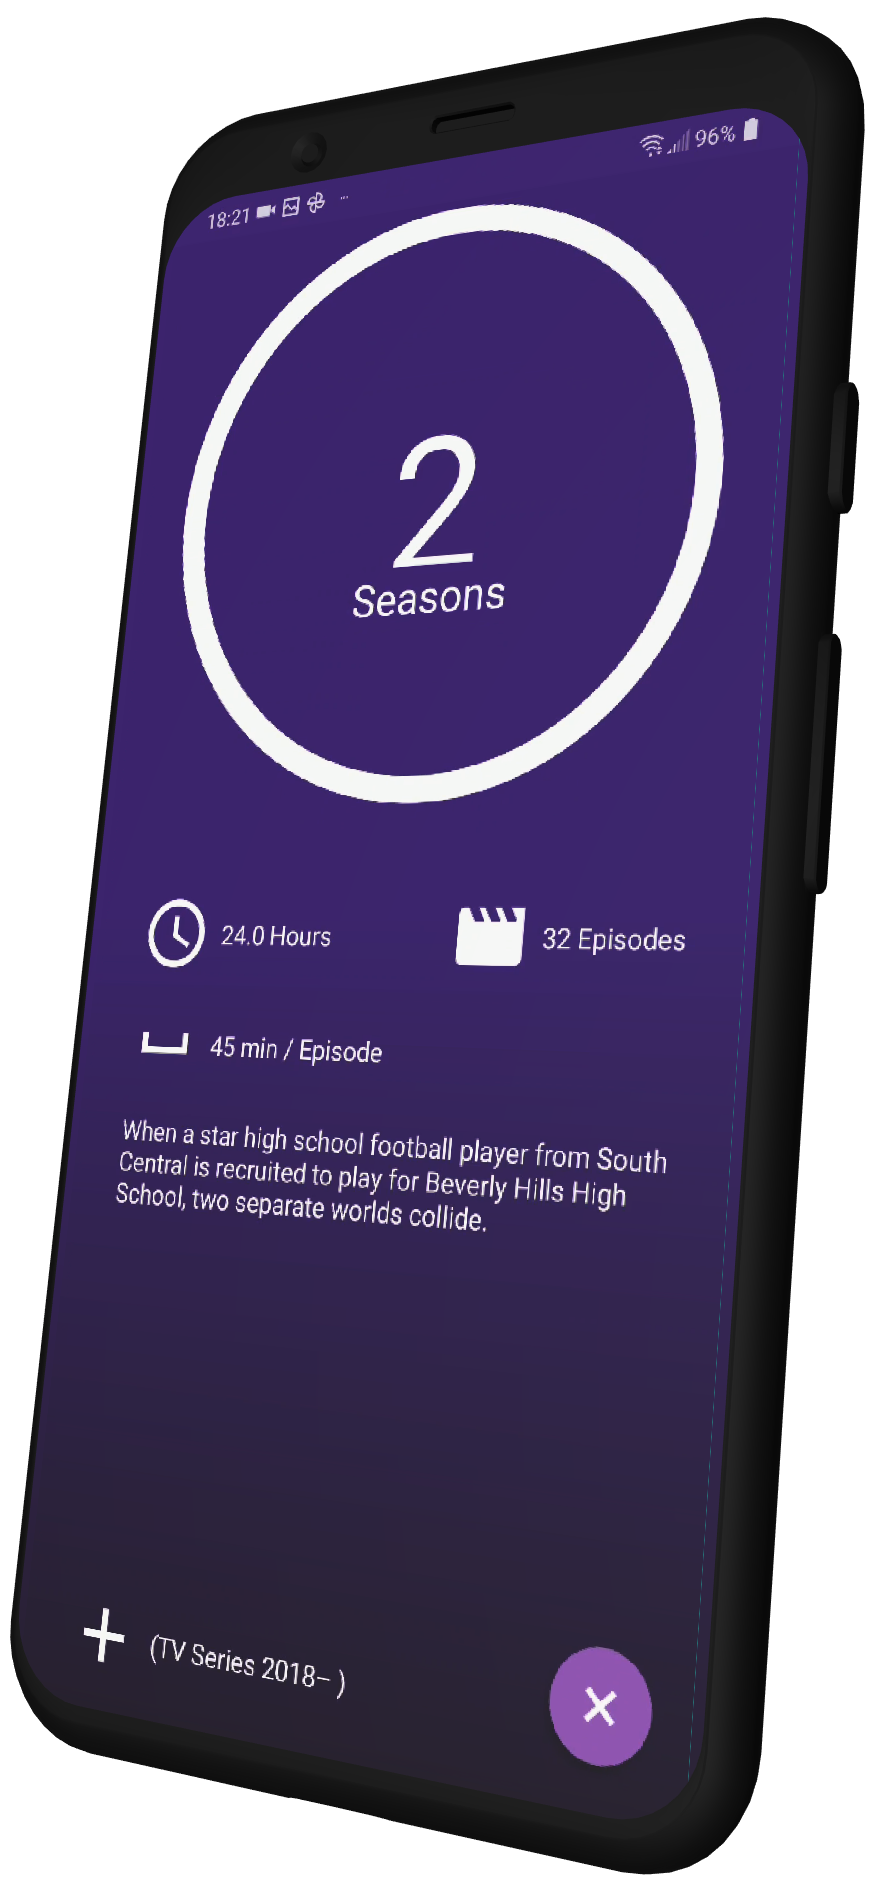 18:21 96%
2
Seasons
24.0 Hours
32 Episodes
45 min / Episode
When a star high school football player from South
Central is recruited to play for Beverly Hills High
School, two separate worlds collide.
(TV Series 2018– )